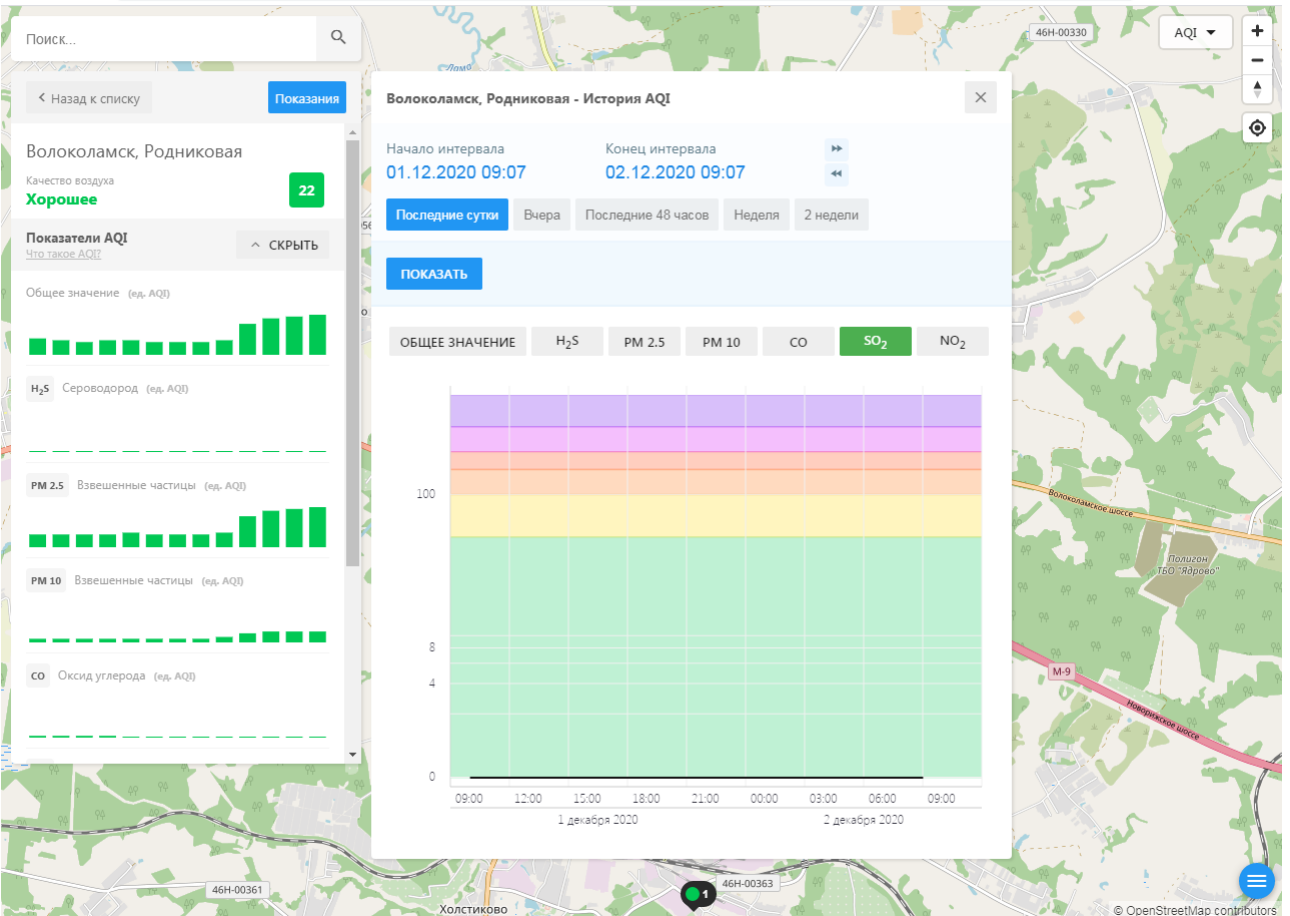 Поиск...
46Н-00330
AQI
Лама
Назад к списку
Показания
Волоколамск, Родниковая - История AQI
Волоколамск, Родниковая
Качество воздуха
Хорошее
22
Начало интервала
Конец интервала
01.12.2020 09:07
02.12.2020 09:07
Последние сутки
Вчера
Последние 48 часов
Неделя
2 недели
Показатели AQI
Что такое AQI?
СКРЫТЬ
ПОКАЗАТЬ
Общее значение (ед. AQI)
ОБЩЕЕ ЗНАЧЕНИЕ
H₂S
PM 2.5
PM 10
CO
SO₂
NO₂
H₂S Сероводород (ед. AQI)
PM 2.5 Взвешенные частицы (ед. AQI)
PM 10 Взвешенные частицы (ед. AQI)
CO Оксид углерода (ед. AQI)
100
8
4
0
09:00 12:00 15:00 18:00 21:00 00:00 03:00 06:00 09:00
1 декабря 2020
2 декабря 2020
Волоколамское шоссе
Полигон
ТБО "Ядрово"
М-9
Новорижское шоссе
46Н-00361
46Н-00363
1
Холстиково
© OpenStreetMap contributors